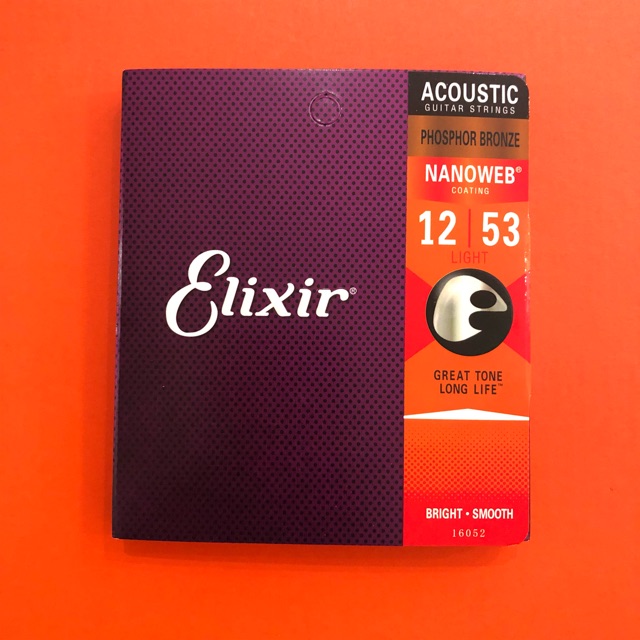 Elixir®
ACOUSTIC
GUITAR STRINGS
PHOSPHOR BRONZE
NANOWEB®
COATING
12 | 53
LIGHT
GREAT TONE
LONG LIFE™
BRIGHT • SMOOTH
16052